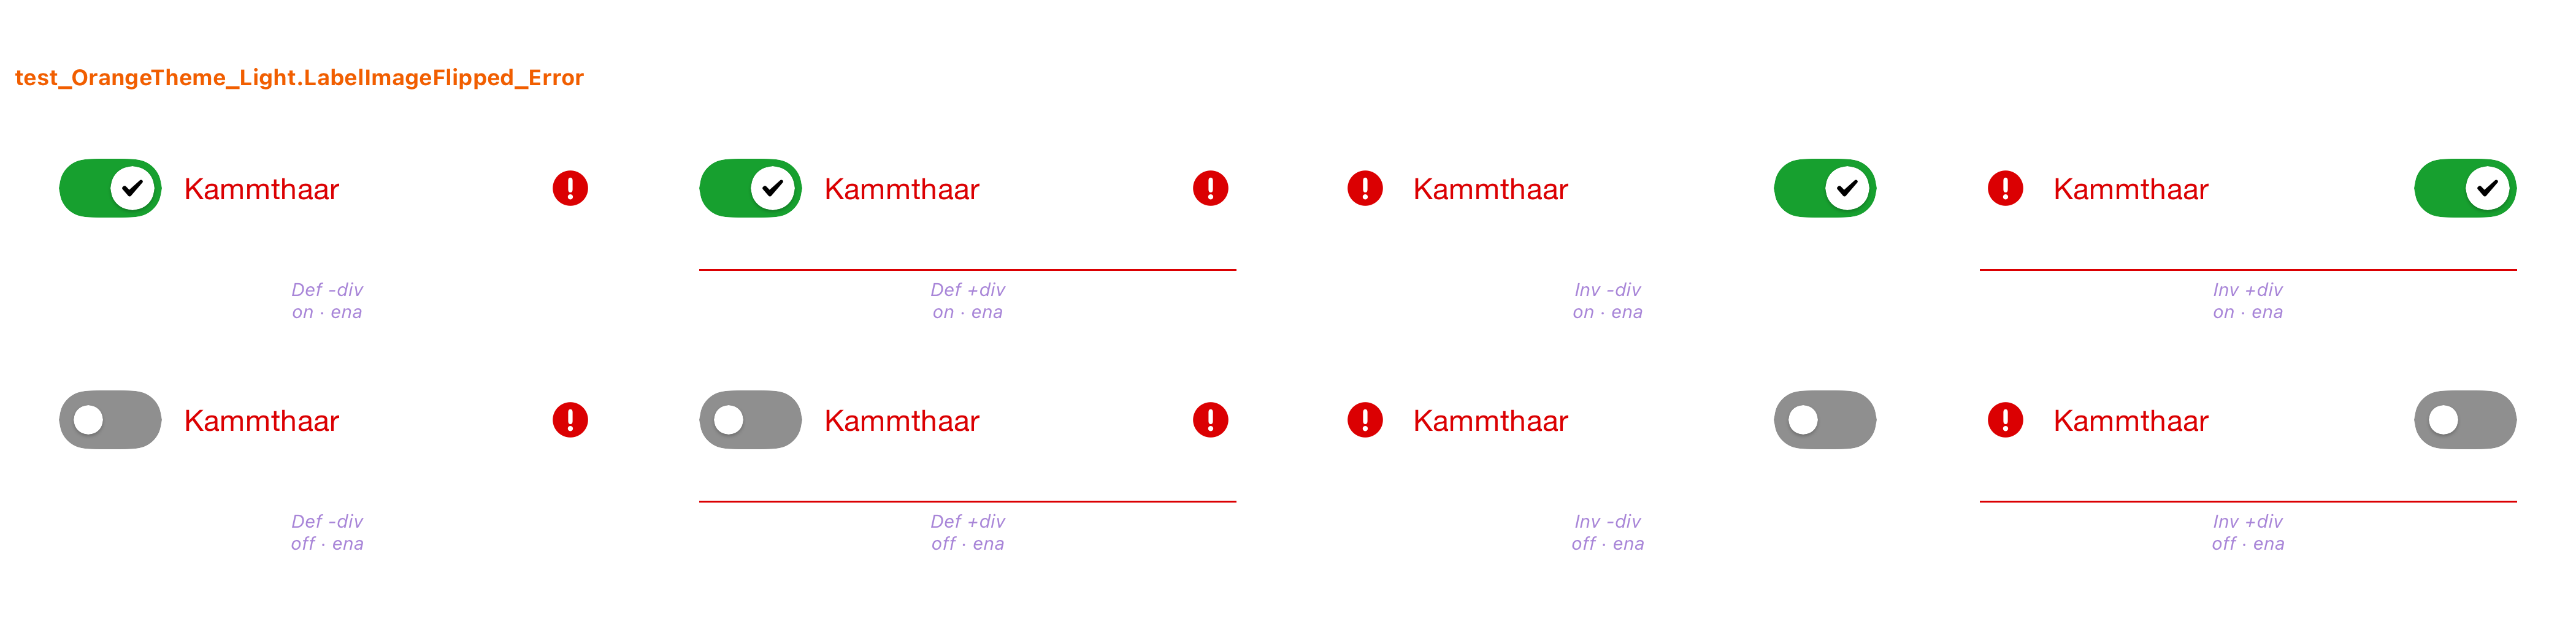 test_OrangeTheme_Light.LabelImageFlipped_Error
Kammthaar
Kammthaar
Kammthaar
Kammthaar
Def -div
on · ena
Def +div
on · ena
Inv -div
on · ena
Inv +div
on · ena
Kammthaar
Kammthaar
Kammthaar
Kammthaar
Def -div
off · ena
Def +div
off · ena
Inv -div
off · ena
Inv +div
off · ena